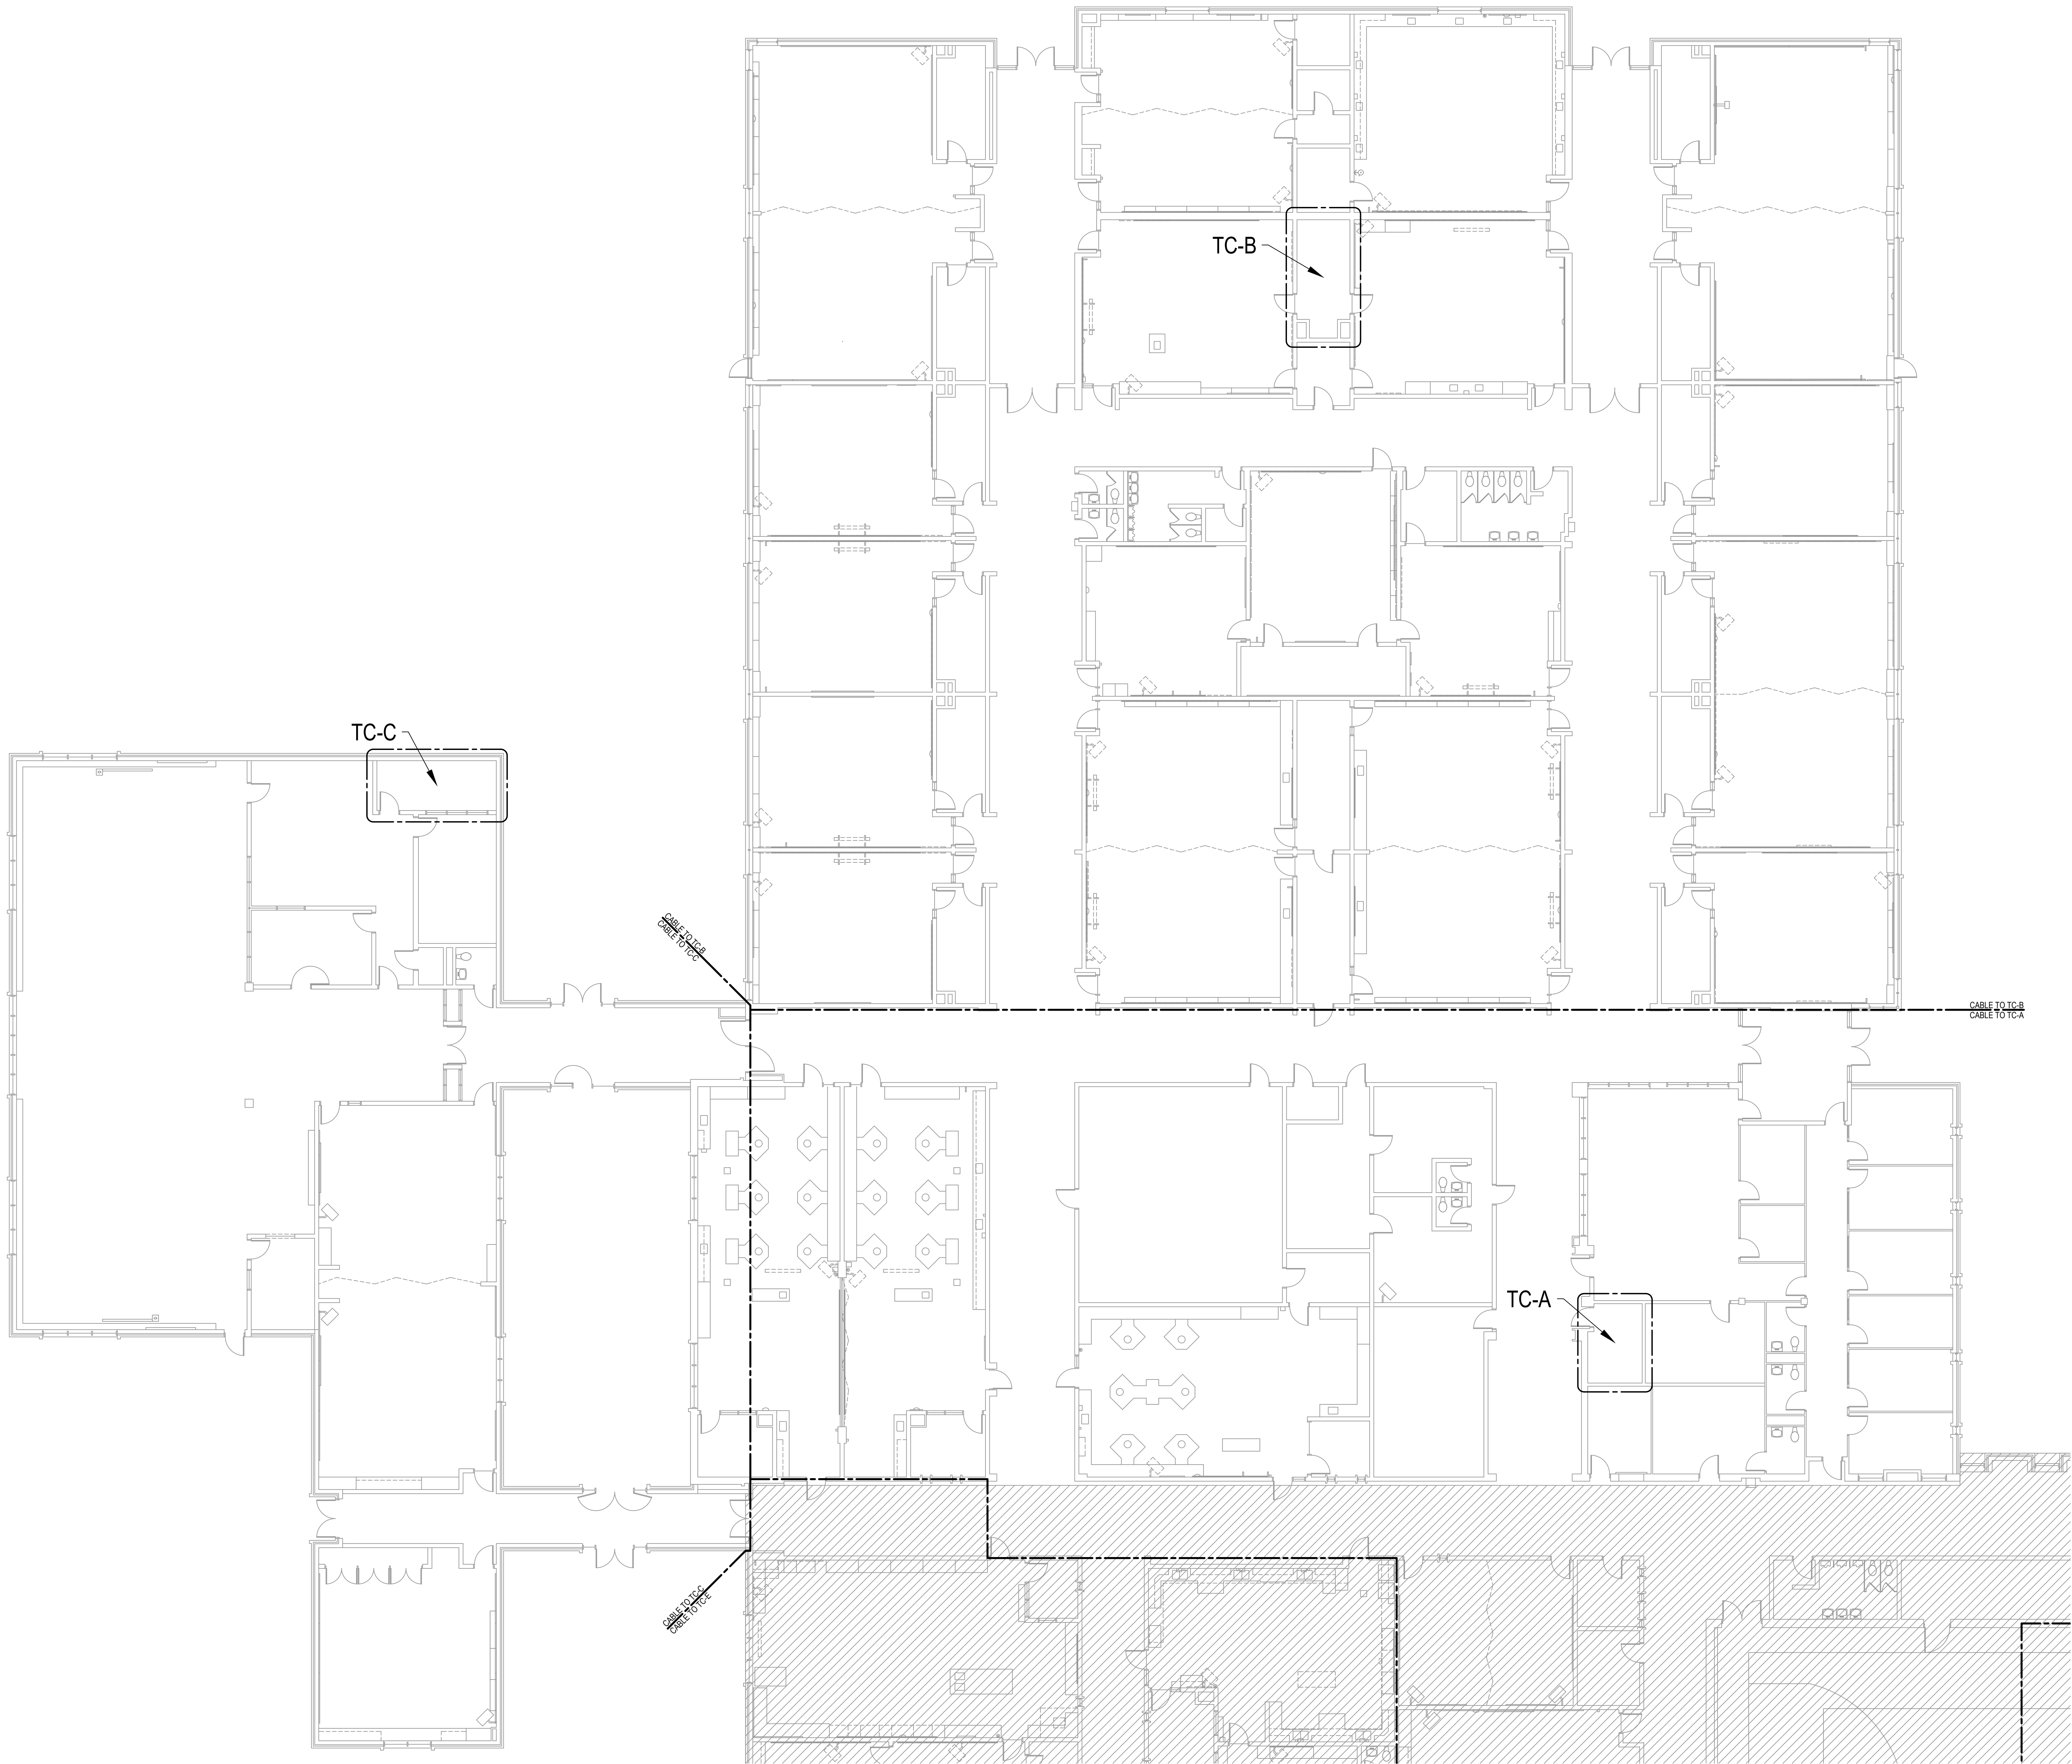 TC-B
TC-C
CABLE TO TC-B
CABLE TO TC-C
CABLE TO TC-B
CABLE TO TC-A
TC-A
CABLE TO TC-C
CABLE TO TC-E